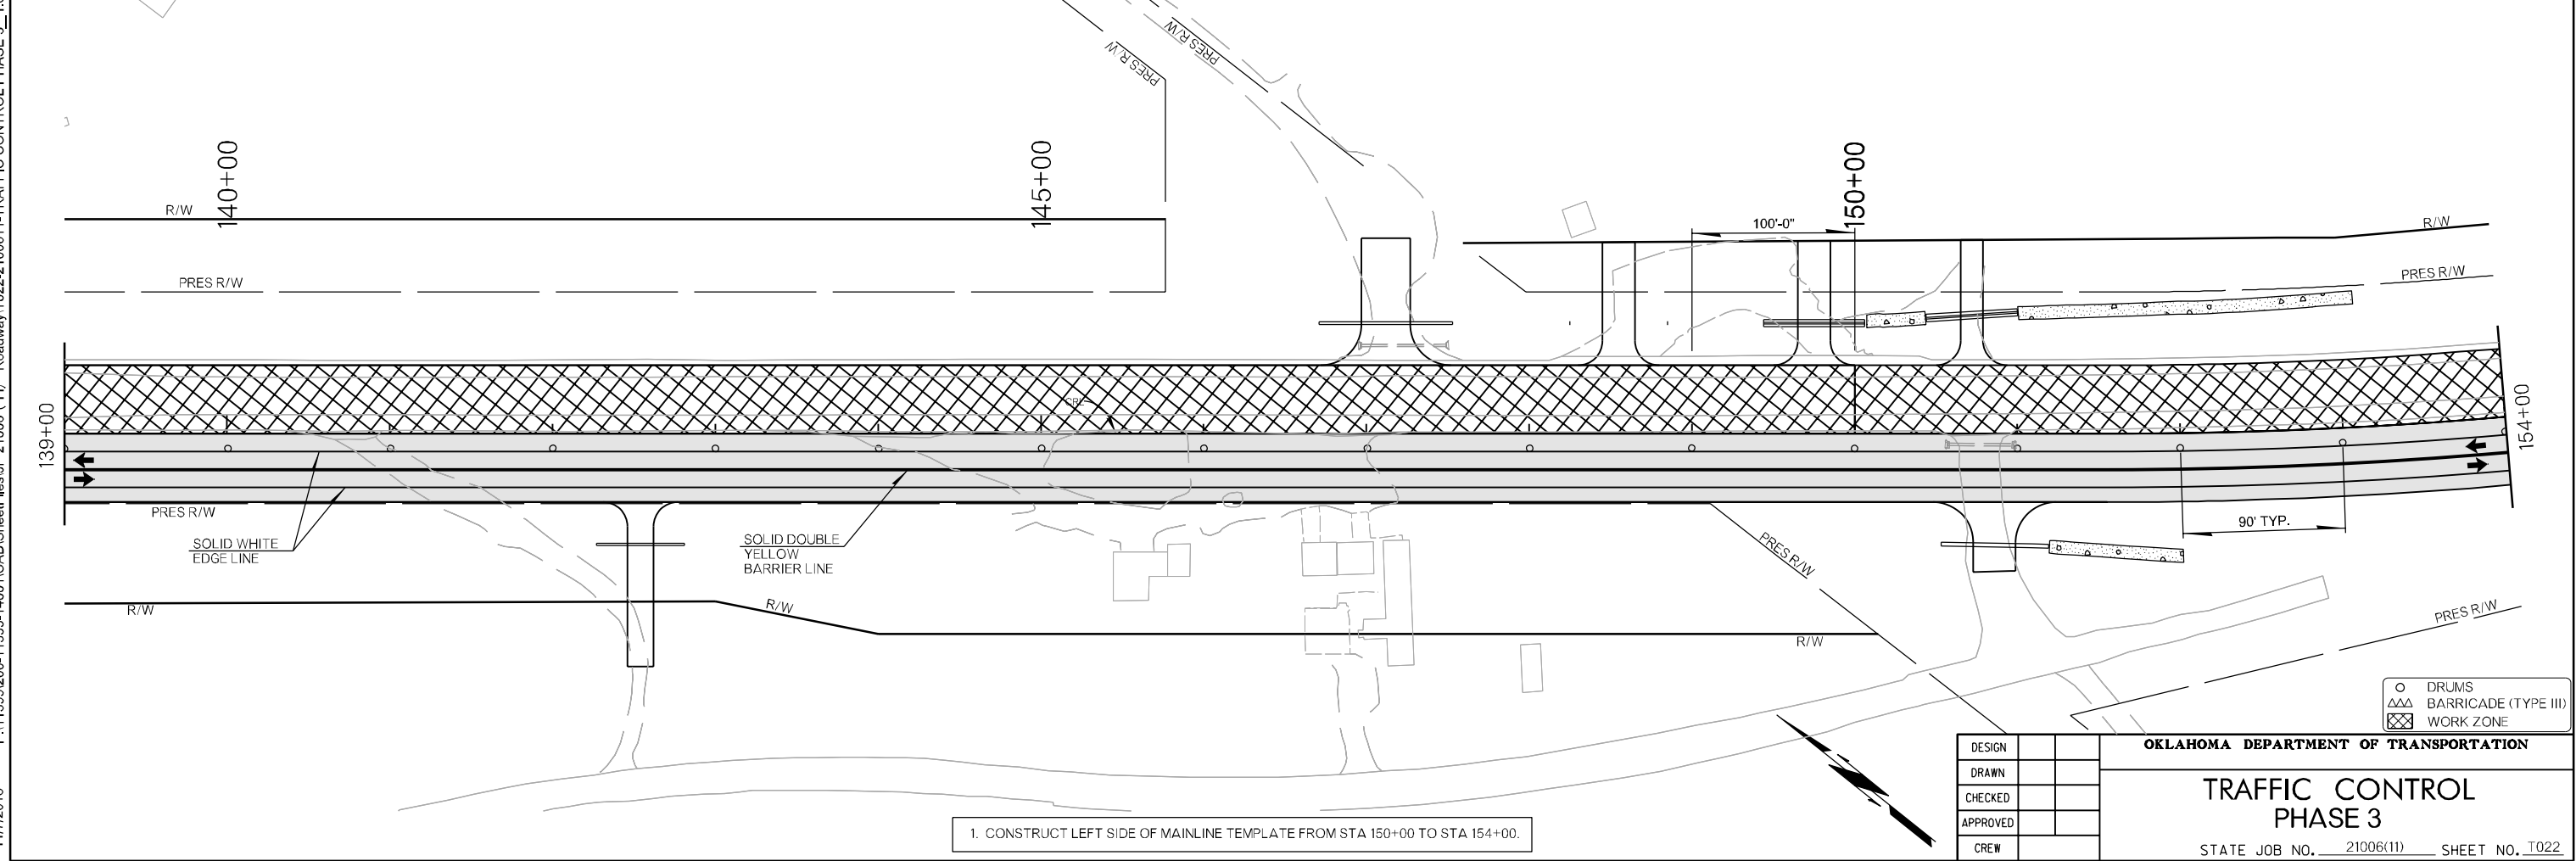 PRES R/W
PRES R/W
140+00
145+00
150+00
R/W
100'-0"
R/W
PRES R/W
PRES R/W
139+00
CRL
154+00
PRES R/W
SOLID WHITE
EDGE LINE
SOLID DOUBLE
YELLOW
BARRIER LINE
PRES R/W
90' TYP.
R/W
R/W
R/W
PRES R/W
DRUMS
BARRICADE (TYPE III)
WORK ZONE
1. CONSTRUCT LEFT SIDE OF MAINLINE TEMPLATE FROM STA 150+00 TO STA 154+00.
DESIGN
DRAWN
CHECKED
APPROVED
CREW
OKLAHOMA DEPARTMENT OF TRANSPORTATION
TRAFFIC CONTROL
PHASE 3
STATE JOB NO. 21006(11) SHEET NO. T022